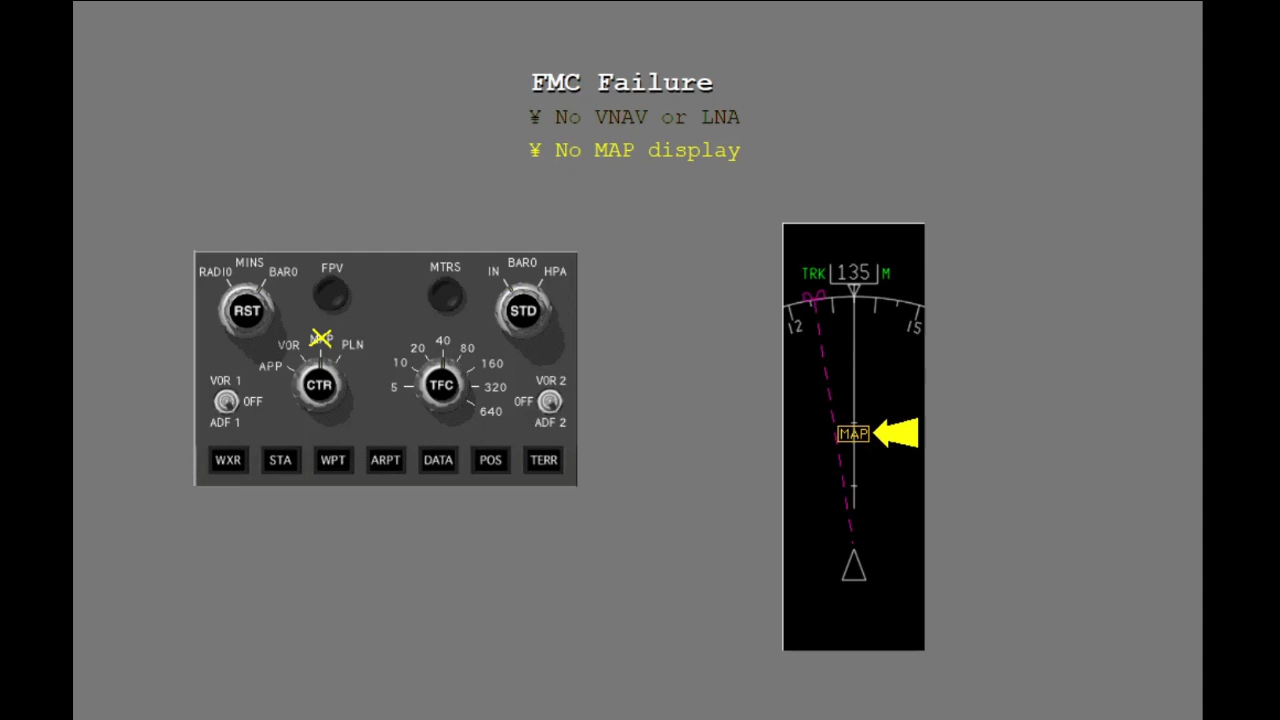 FMC Failure
¥ No VNAV or LNA
¥ No MAP display
RADIO MINS BARO
RST
FPV
MTRS
IN BARO HPA
STD
APP VOR PLN
CTR
5 10 20 40 80 160 320 640
TFC
VOR 1
OFF
ADF 1
VOR 2
OFF
ADF 2
WXR STA WPT ARPT DATA POS TERR
TRK 135 M
12 15
MAP